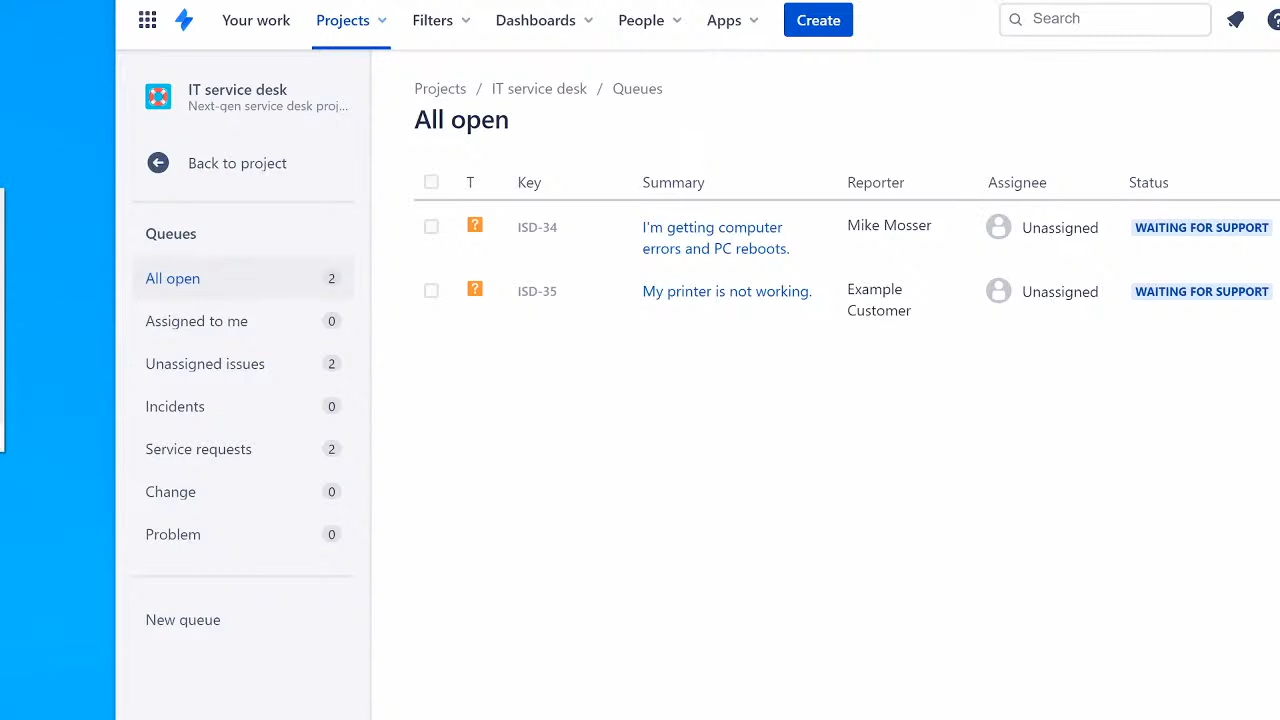 Your work Projects Filters Dashboards People Apps Create Search ?
IT service desk
Next-gen service desk proj...
Back to project
Queues
All open 2
Assigned to me 0
Unassigned issues 2
Incidents 0
Service requests 2
Change 0
Problem 0
New queue
Projects / IT service desk / Queues
All open
T Key Summary Reporter Assignee Status
? ISD-34 I'm getting computer Mike Mosser Unassigned WAITING FOR SUPPORT
errors and PC reboots.
? ISD-35 My printer is not working. Example Unassigned WAITING FOR SUPPORT
Customer